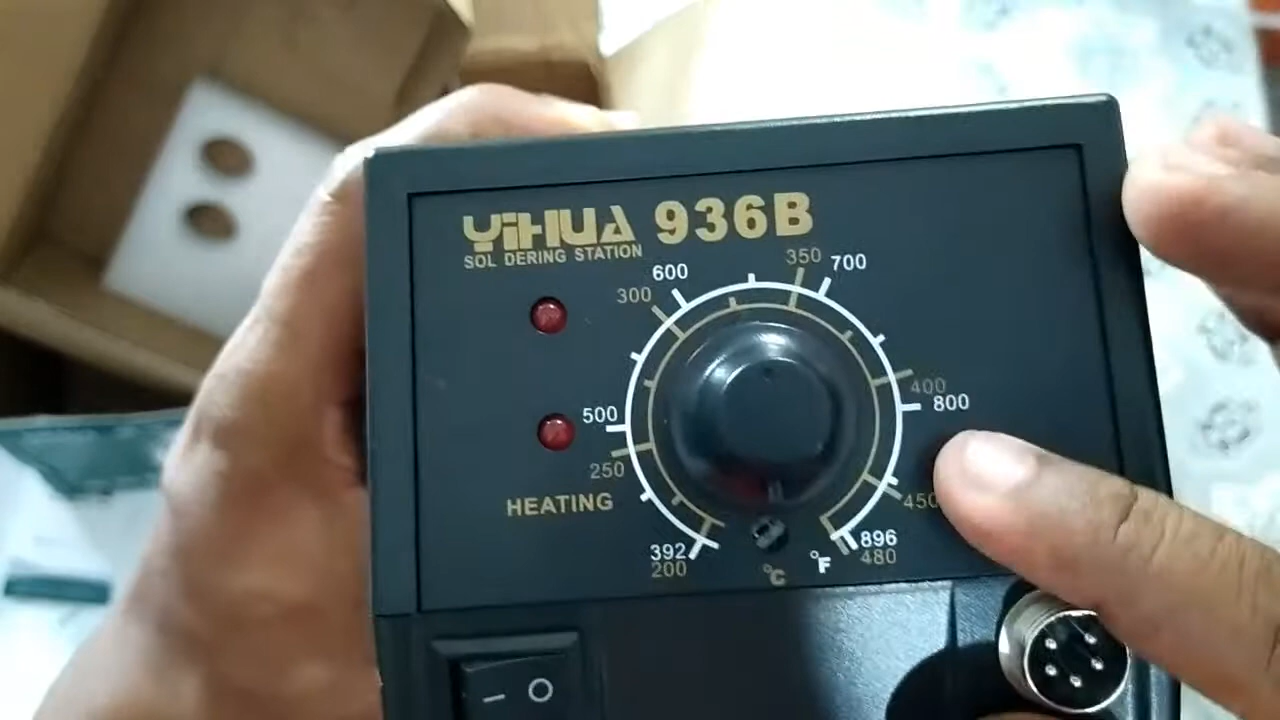 YiHUA 936B
SOL DERING STATION
600
350
700
300
400
500
800
250
450
HEATING
392
896
200
°C
°F
480
— O